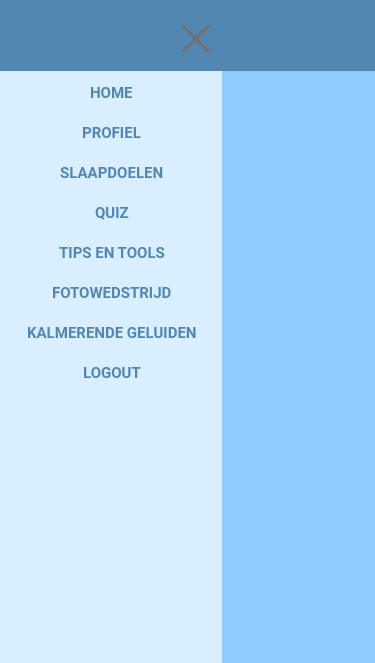 HOME
PROFIEL
SLAAPDOELEN
QUIZ
TIPS EN TOOLS
FOTOWEDSTRIJD
KALMERENDE GELUIDEN
LOGOUT